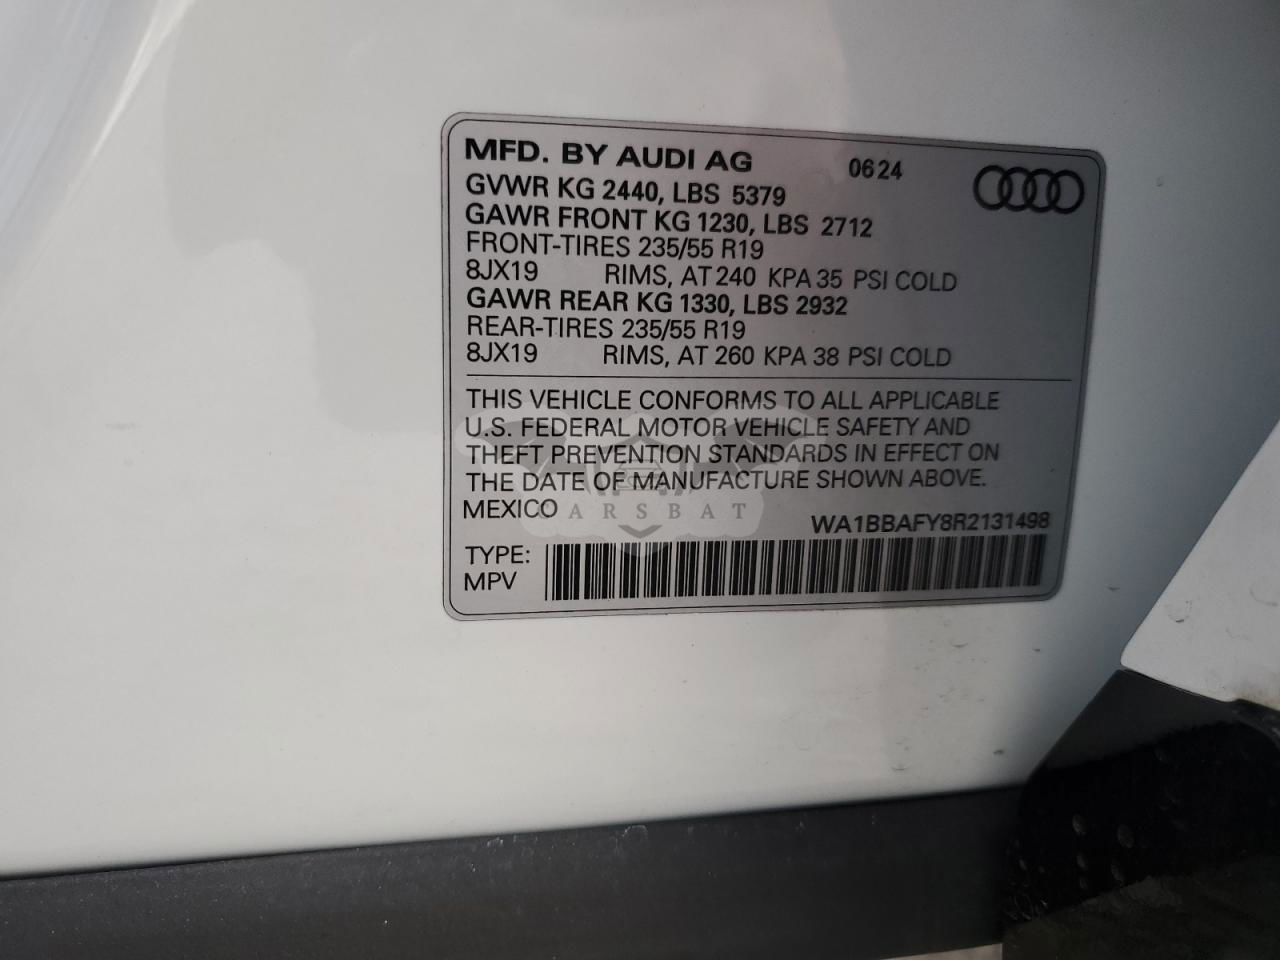 MFD. BY AUDI AG 0624
GVWR KG 2440, LBS 5379
GAWR FRONT KG 1230, LBS 2712
FRONT-TIRES 235/55 R19
8JX19 RIMS, AT 240 KPA 35 PSI COLD
GAWR REAR KG 1330, LBS 2932
REAR-TIRES 235/55 R19
8JX19 RIMS, AT 260 KPA 38 PSI COLD
THIS VEHICLE CONFORMS TO ALL APPLICABLE
U.S. FEDERAL MOTOR VEHICLE SAFETY AND
THEFT PREVENTION STANDARDS IN EFFECT ON
THE DATE OF MANUFACTURE SHOWN ABOVE.
MEXICO
CARSBAT
WA1BBAFY8R2131498
TYPE:
MPV